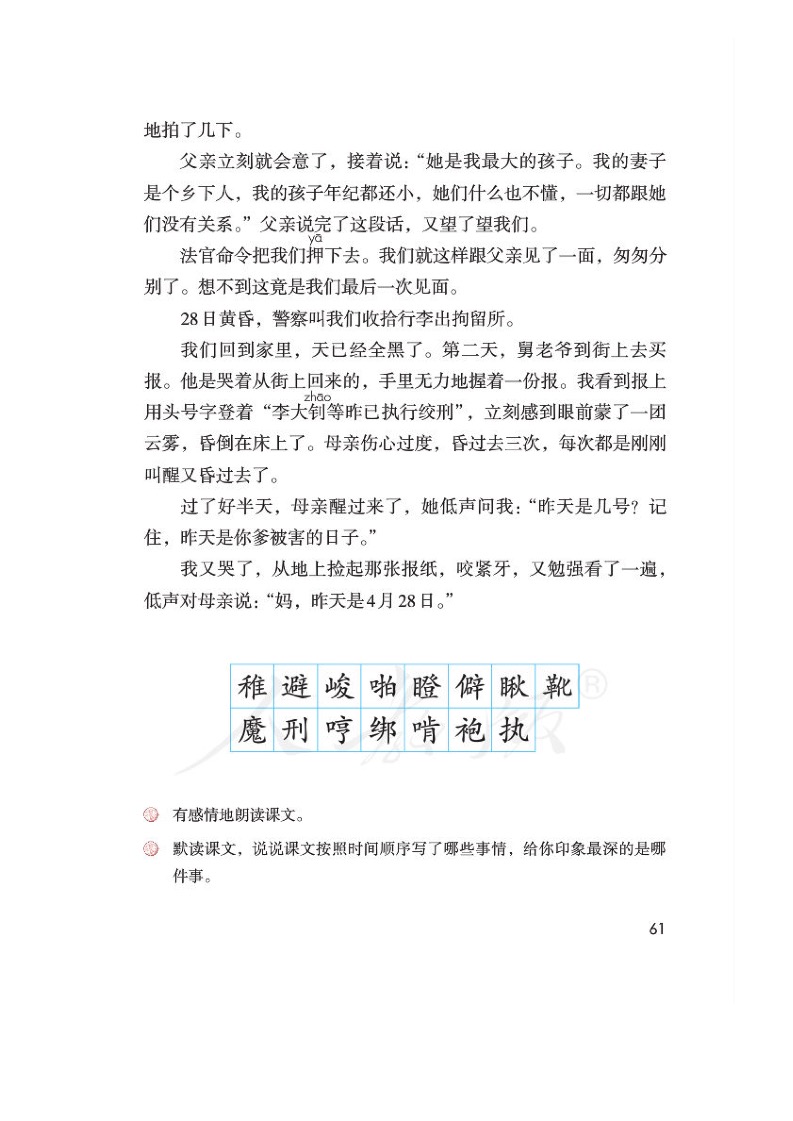 地拍了几下。
父亲立刻就会意了，接着说：“她是我最大的孩子。我的妻子
是个乡下人，我的孩子年纪都还小，她们什么也不懂，一切都跟她
们没有关系。”父亲说完了这段话，又望了望我们。
yā
法官命令把我们押下去。我们就这样跟父亲见了一面，匆匆分
别了。想不到这竟是我们最后一次见面。
28日黄昏，警察叫我们收拾行李出拘留所。
我们回到家里，天已经全黑了。第二天，舅老爷到街上去买
报。他是哭着从街上回来的，手里无力地握着一份报。我看到报上
zhāo
用头号字登着“李大钊等昨已执行绞刑”，立刻感到眼前蒙了一团
云雾，昏倒在床上了。母亲伤心过度，昏过去三次，每次都是刚刚
叫醒又昏过去了。
过了好半天，母亲醒过来了，她低声问我：“昨天是几号？记
住，昨天是你爹被害的日子。”
我又哭了，从地上捡起那张报纸，咬紧牙，又勉强看了一遍，
低声对母亲说：“妈，昨天是4月28日。”
稚避峻啪瞪僻瞅靴
魔刑哼绑啃袍执
人教版®
有感情地朗读课文。
默读课文，说说课文按照时间顺序写了哪些事情，给你印象最深的是哪
件事。
61